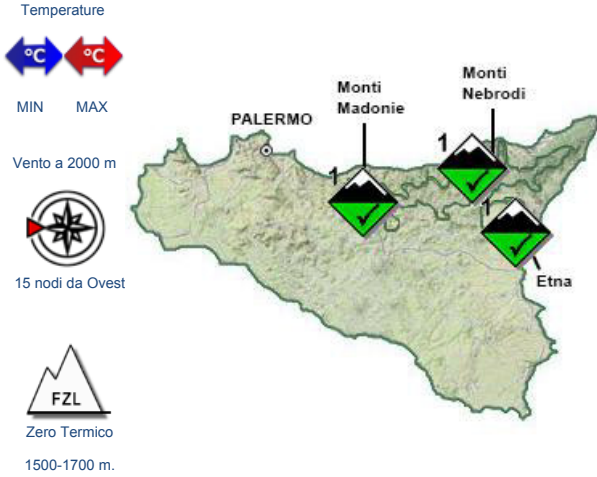 Temperature
°C °C
MIN MAX
Vento a 2000 m
15 nodi da Ovest
FZL
Zero Termico
1500-1700 m.
Monti
Madonie
Monti
Nebrodi
PALERMO
1
1
1
Etna